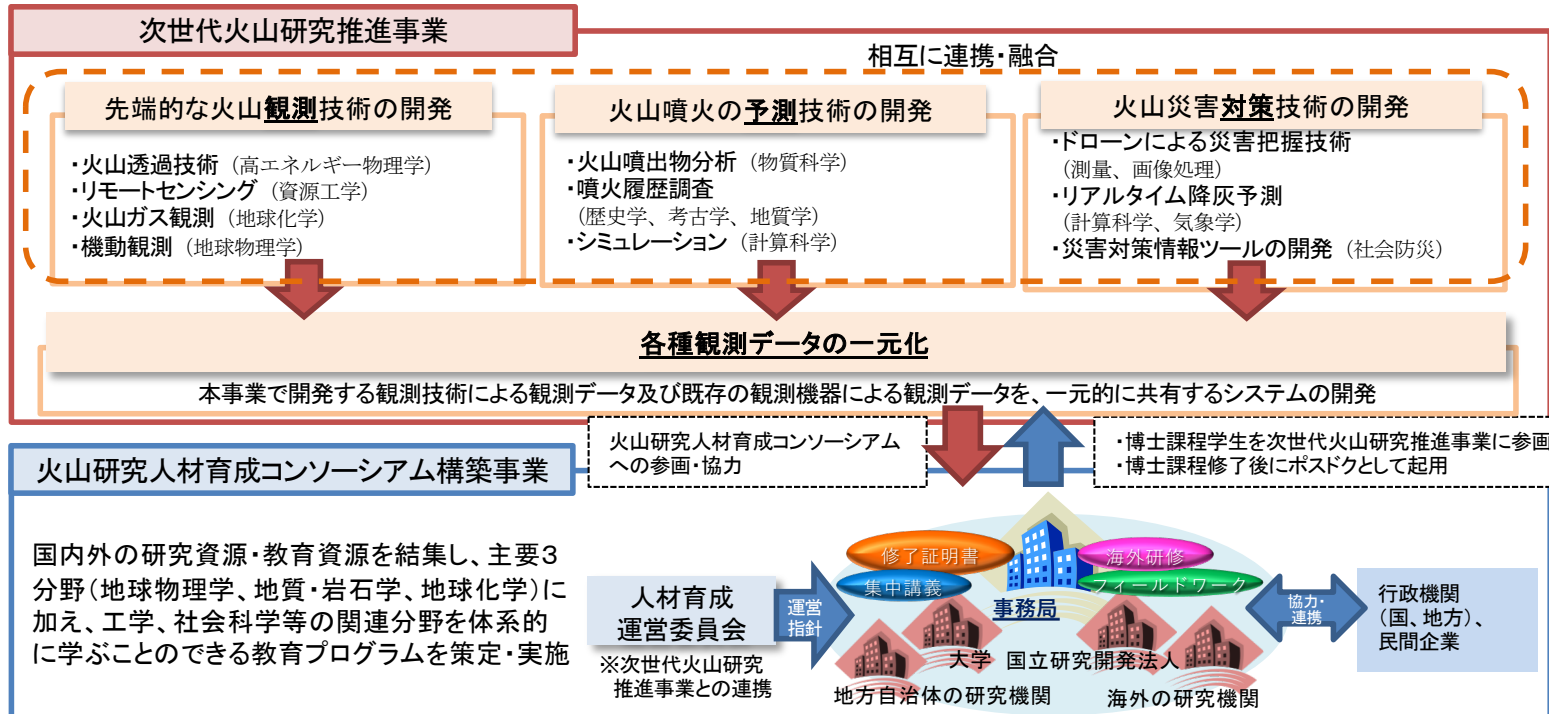 次世代火山研究推進事業
相互に連携・融合
先端的な火山観測技術の開発
・火山透過技術（高エネルギー物理学）
・リモートセンシング（資源工学）
・火山ガス観測（地球化学）
・機動観測（地球物理学）
火山噴火の予測技術の開発
・火山噴出物分析（物質科学）
・噴火履歴調査
（歴史学、考古学、地質学）
・シミュレーション（計算科学）
火山災害対策技術の開発
・ドローンによる災害把握技術
（測量、画像処理）
・リアルタイム降灰予測
（計算科学、気象学）
・災害対策情報ツールの開発（社会防災）
各種観測データの一元化
本事業で開発する観測技術による観測データ及び既存の観測機器による観測データを、一元的に共有するシステムの開発
火山研究人材育成コンソーシアム
への参画・協力
・博士課程学生を次世代火山研究推進事業に参画
・博士課程修了後にポスドクとして起用
火山研究人材育成コンソーシアム構築事業
国内外の研究資源・教育資源を結集し、主要３
分野（地球物理学、地質・岩石学、地球化学）に
加え、工学、社会科学等の関連分野を体系的
に学ぶことのできる教育プログラムを策定・実施
人材育成
運営委員会
※次世代火山研究
推進事業との連携
運営
指針
修了証明書
集中講義
海外研修
フィールドワーク
事務局
大学
国立研究開発法人
地方自治体の研究機関
海外の研究機関
協力・
連携
行政機関
（国、地方）、
民間企業